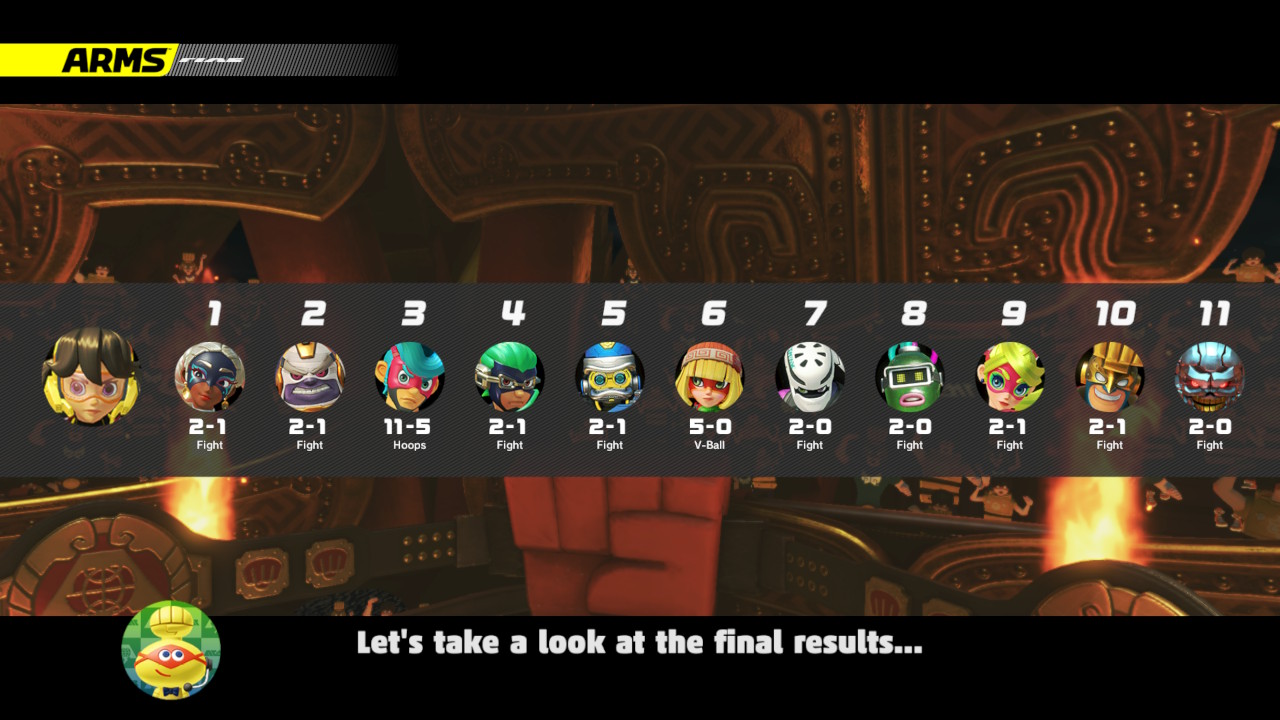 ARMS
1 2 3 4 5 6 7 8 9 10 11
2-1 2-1 11-5 2-1 2-1 5-0 2-0 2-0 2-1 2-1 2-0
Fight Fight Hoops Fight Fight V-Ball Fight Fight Fight Fight Fight
Let's take a look at the final results...